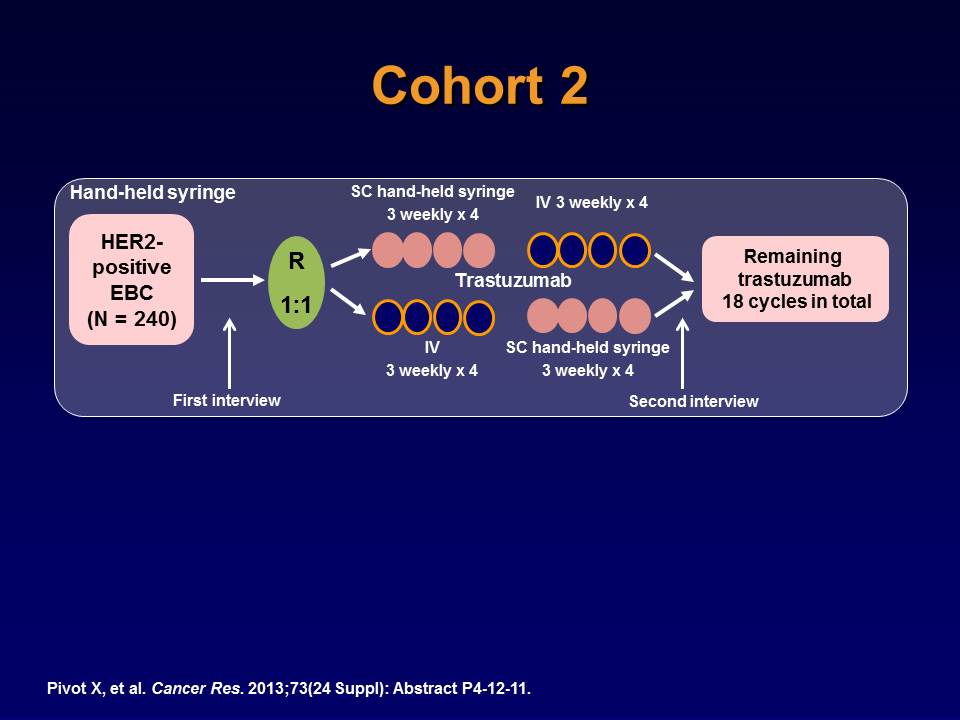 Cohort 2
Hand-held syringe
HER2-
positive
EBC
(N = 240)
First interview
R
1:1
SC hand-held syringe
3 weekly x 4
IV 3 weekly x 4
Trastuzumab
IV
3 weekly x 4
SC hand-held syringe
3 weekly x 4
Second interview
Remaining
trastuzumab
18 cycles in total
Pivot X, et al. Cancer Res. 2013;73(24 Suppl): Abstract P4-12-11.